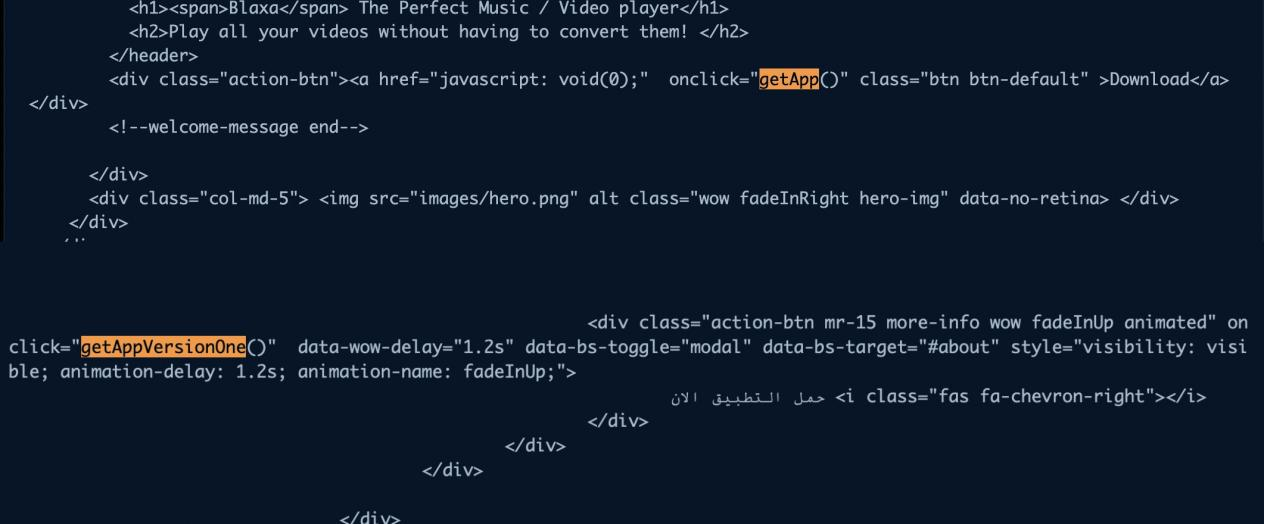 <h1><span>Blaxa</span> The Perfect Music / Video player</h1>
<h2>Play all your videos without having to convert them! </h2>
</header>
<div class="action-btn"><a href="javascript: void(0);"  onclick="getApp()" class="btn btn-default" >Download</a>
</div>
<!--welcome-message end-->
</div>
<div class="col-md-5"> <img src="images/hero.png" alt class="wow fadeInRight hero-img" data-no-retina> </div>
</div>
<div class="action-btn mr-15 more-info wow fadeInUp animated" on
click="getAppVersionOne()"  data-wow-delay="1.2s" data-bs-toggle="modal" data-bs-target="#about" style="visibility: visi
ble; animation-delay: 1.2s; animation-name: fadeInUp;">
حمل التطبيق الان <i class="fas fa-chevron-right"></i>
</div>
</div>
</div>
</div>